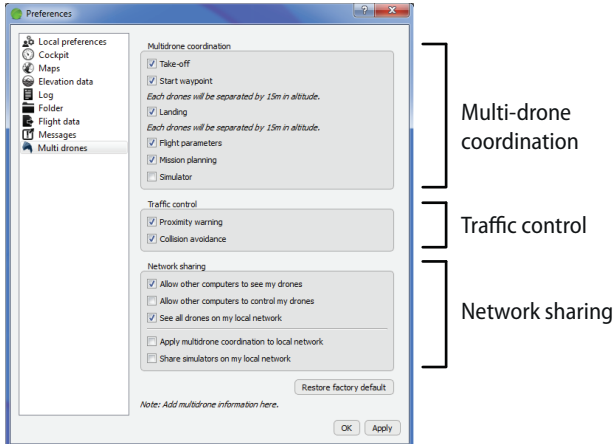 Preferences
Local preferences
Cockpit
Maps
Elevation data
Log
Folder
Flight data
Messages
Multi drones
Multidrone coordination
Take-off
Start waypoint
Each drones will be separated by 15m in altitude.
Landing
Each drones will be separated by 15m in altitude.
Flight parameters
Mission planning
Simulator
Traffic control
Proximity warning
Collision avoidance
Network sharing
Allow other computers to see my drones
Allow other computers to control my drones
See all drones on my local network
Apply multidrone coordination to local network
Share simulators on my local network
Restore factory default
Note: Add multidrone information here.
OK
Apply
Multi-drone
coordination
Traffic control
Network sharing